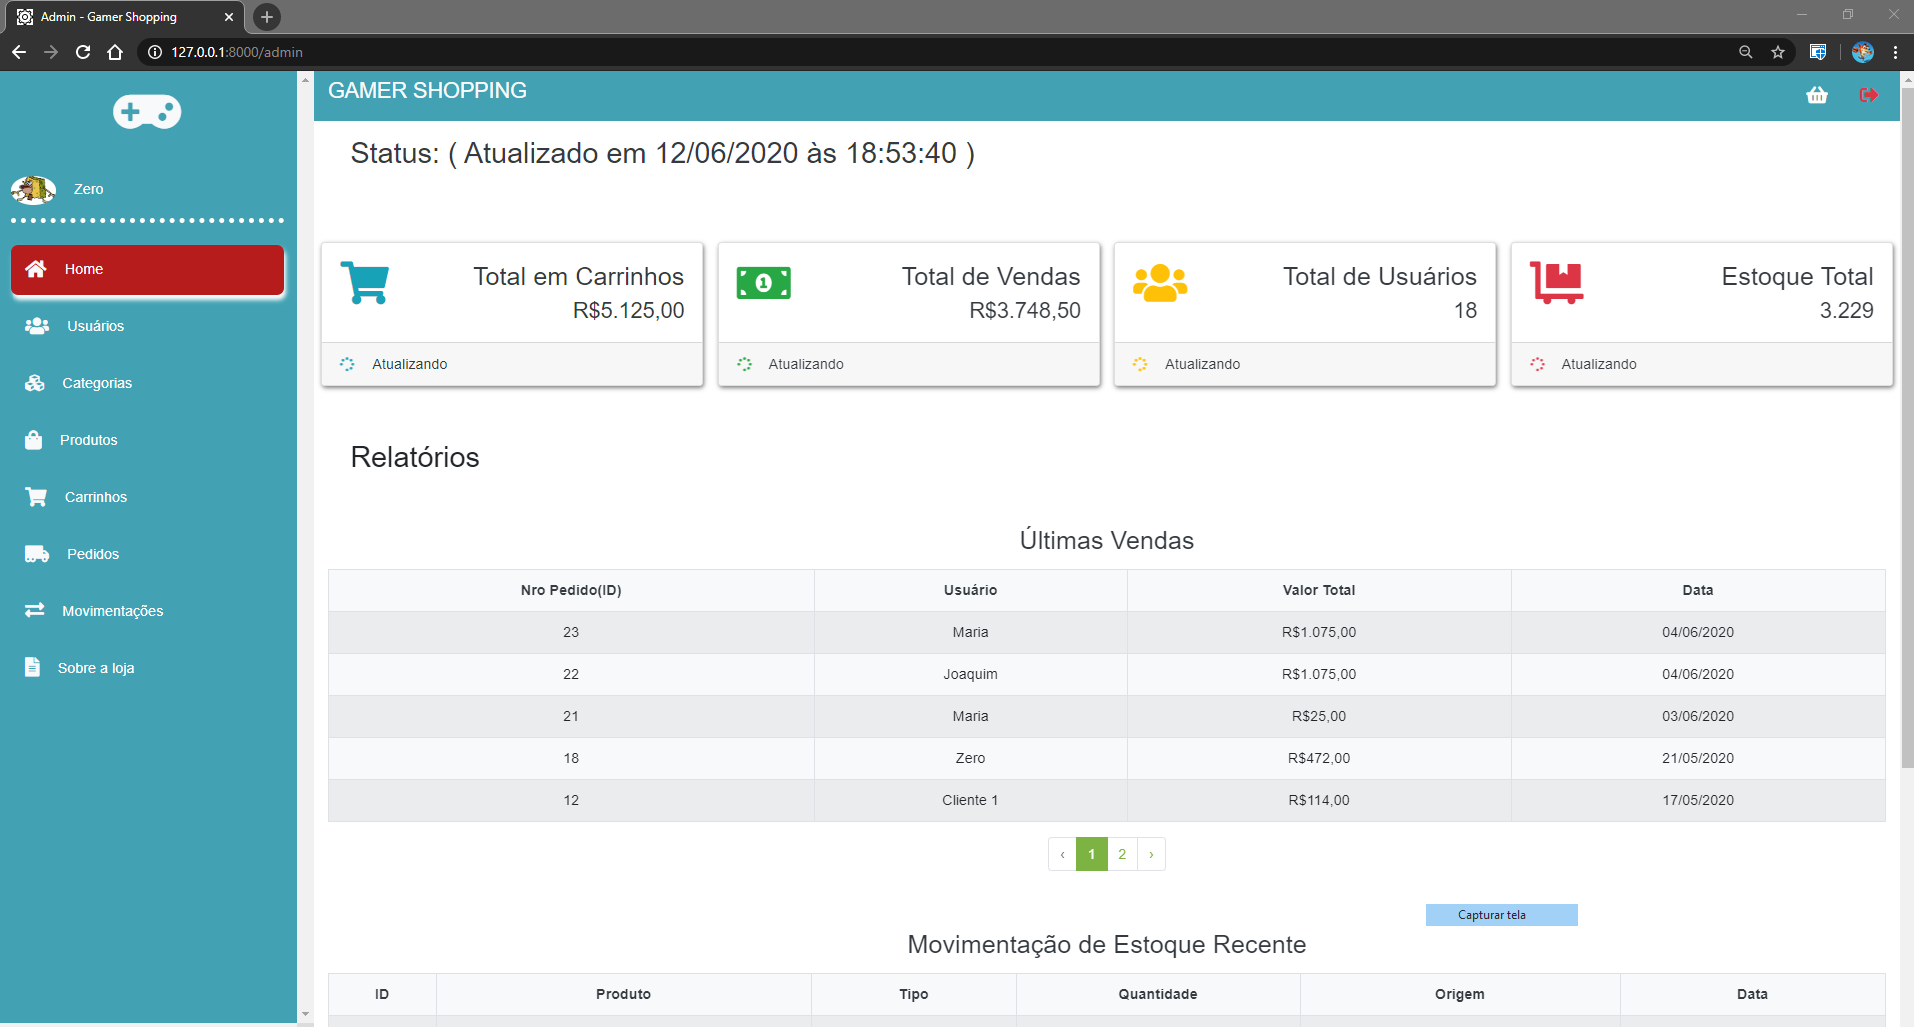 Admin - Gamer Shopping
127.0.0.1:8000/admin
GAMER SHOPPING
Zero
Home
Usuários
Categorias
Produtos
Carrinhos
Pedidos
Movimentações
Sobre a loja
Status: ( Atualizado em 12/06/2020 às 18:53:40 )
Total em Carrinhos
R$5.125,00
Atualizando
Total de Vendas
R$3.748,50
Atualizando
Total de Usuários
18
Atualizando
Estoque Total
3.229
Atualizando
Relatórios
Últimas Vendas
Nro Pedido(ID) Usuário Valor Total Data
23 Maria R$1.075,00 04/06/2020
22 Joaquim R$1.075,00 04/06/2020
21 Maria R$25,00 03/06/2020
18 Zero R$472,00 21/05/2020
12 Cliente 1 R$114,00 17/05/2020
‹ 1 2 ›
Capturar tela
Movimentação de Estoque Recente
ID Produto Tipo Quantidade Origem Data